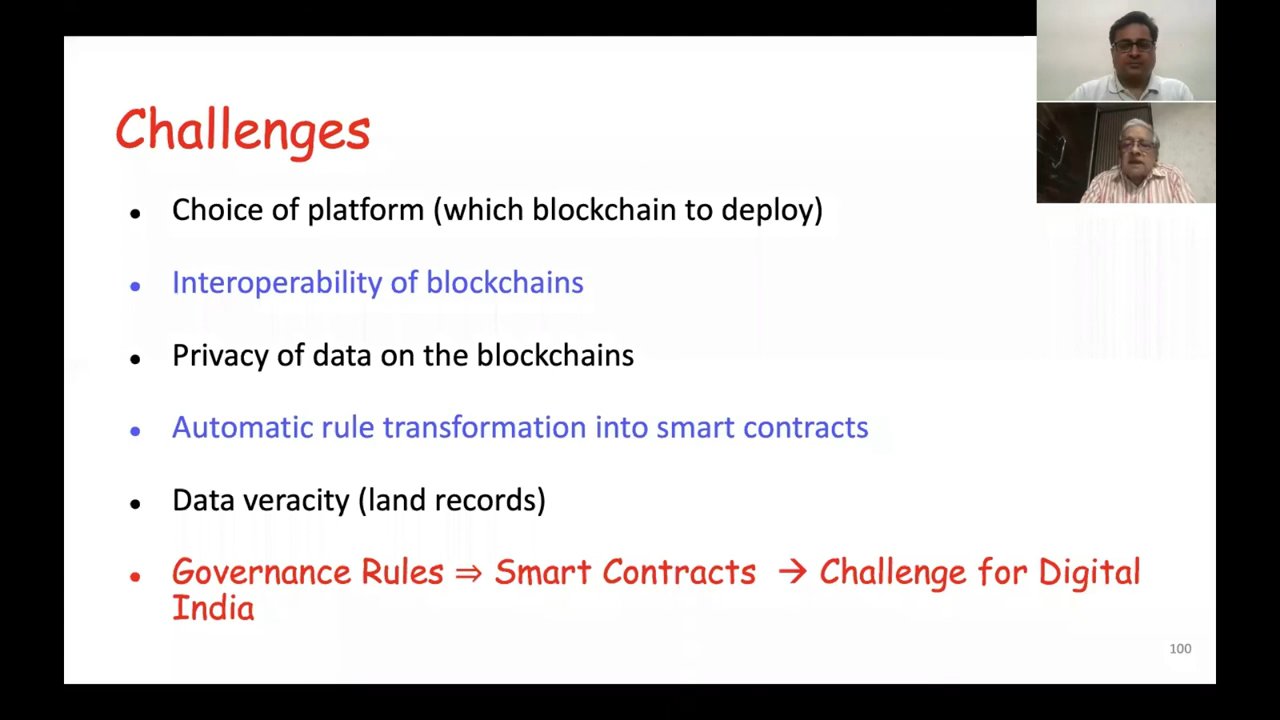 Challenges
• Choice of platform (which blockchain to deploy)
• Interoperability of blockchains
• Privacy of data on the blockchains
• Automatic rule transformation into smart contracts
• Data veracity (land records)
• Governance Rules ⇒ Smart Contracts → Challenge for Digital
India
100